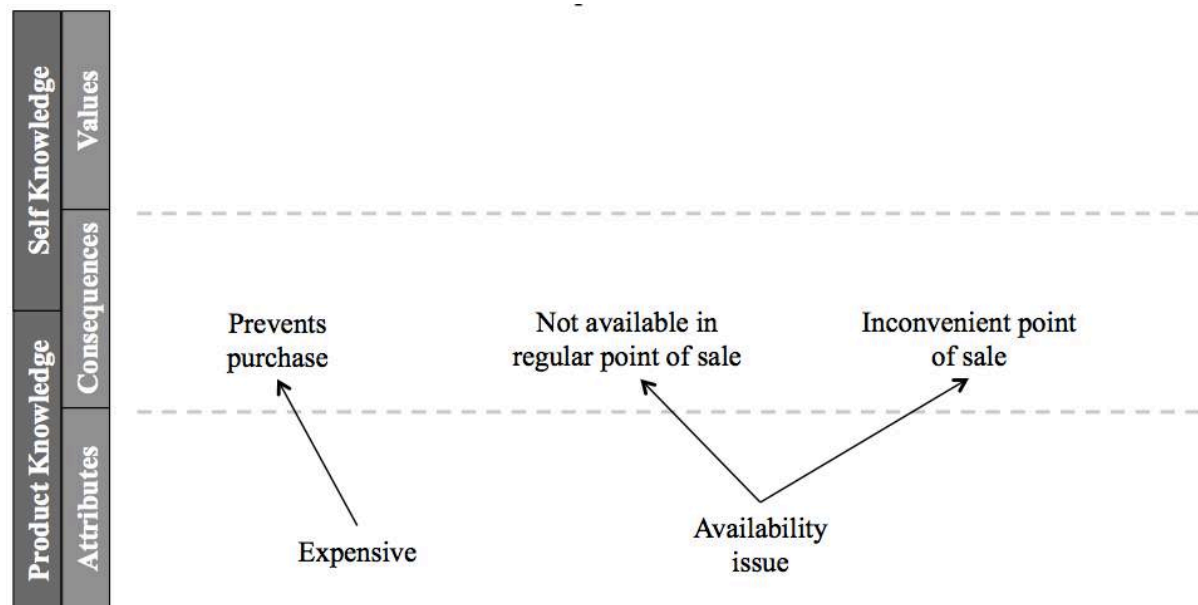 Self Knowledge
Values
Consequences
Product Knowledge
Attributes
Prevents
purchase
Not available in
regular point of sale
Inconvenient point
of sale
Expensive
Availability
issue